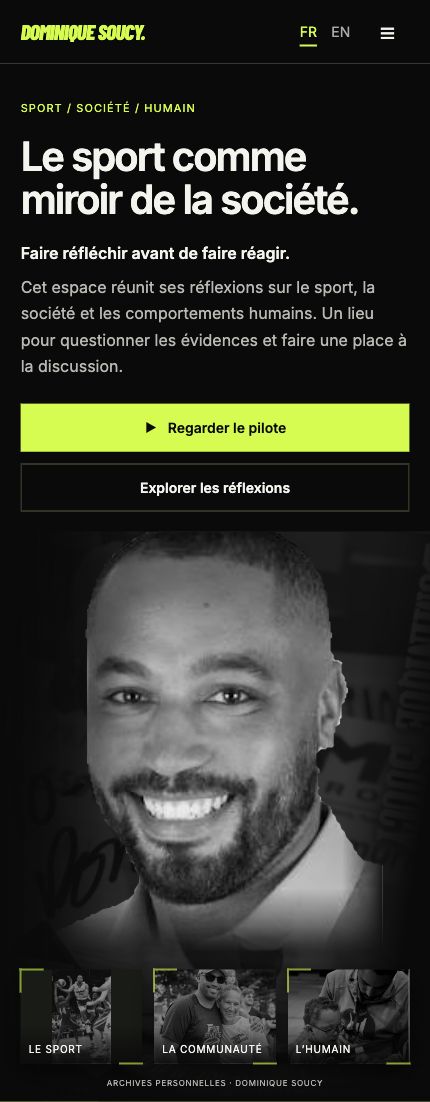 DOMINIQUE SOUCY.
FR EN
SPORT / SOCIÉTÉ / HUMAIN
Le sport comme
miroir de la société.
Faire réfléchir avant de faire réagir.
Cet espace réunit ses réflexions sur le sport, la
société et les comportements humains. Un lieu
pour questionner les évidences et faire une place à
la discussion.
Regarder le pilote
Explorer les réflexions
LE SPORT
LA COMMUNAUTÉ
L'HUMAIN
ARCHIVES PERSONNELLES · DOMINIQUE SOUCY